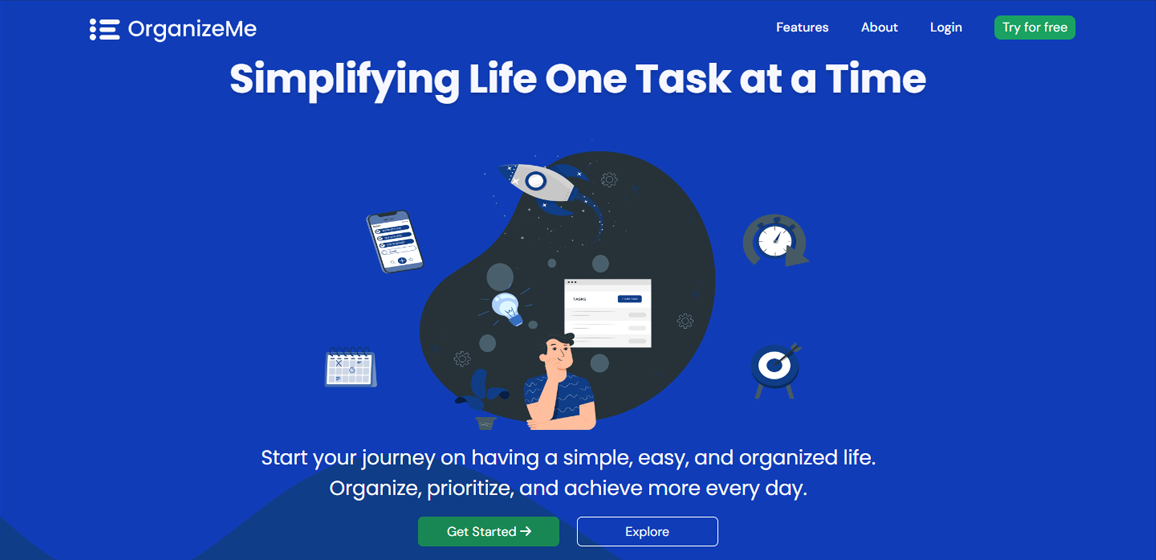 OrganizeMe
Features
About
Login
Try for free
Simplifying Life One Task at a Time
TASKS
Start your journey on having a simple, easy, and organized life.
Organize, prioritize, and achieve more every day.
Get Started →
Explore